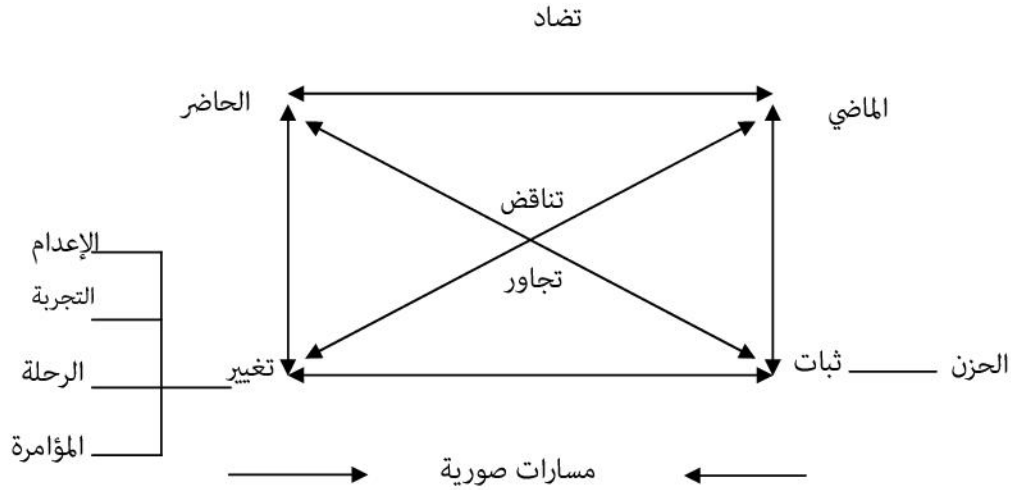 تضاد
الماضي
الحاضر
تناقض
تجاور
الإعدام
التجربة
الرحلة
المؤامرة
تغيير
ثبات
الحزن
مسارات صورية